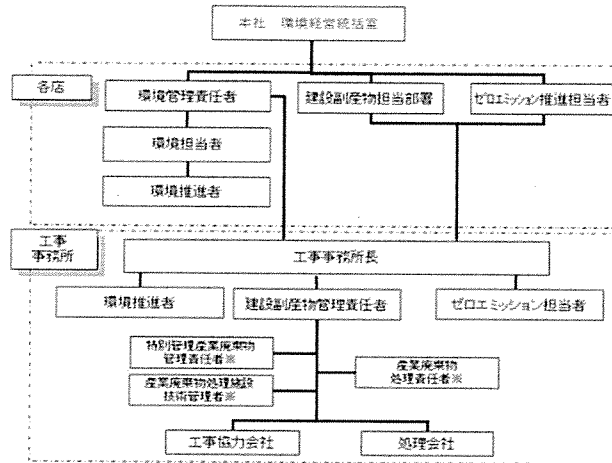 本社 環境経営統括室
各店
環境管理責任者
建設副産物担当部署
ゼロエミッション推進担当者
環境担当者
環境推進者
工事
事務所
工事事務所長
環境推進者
建設副産物管理責任者
ゼロエミッション担当者
特別管理産業廃棄物
管理責任者※
産業廃棄物
処理責任者※
産業廃棄物処理施設
技術管理者※
工事協力会社
処理会社